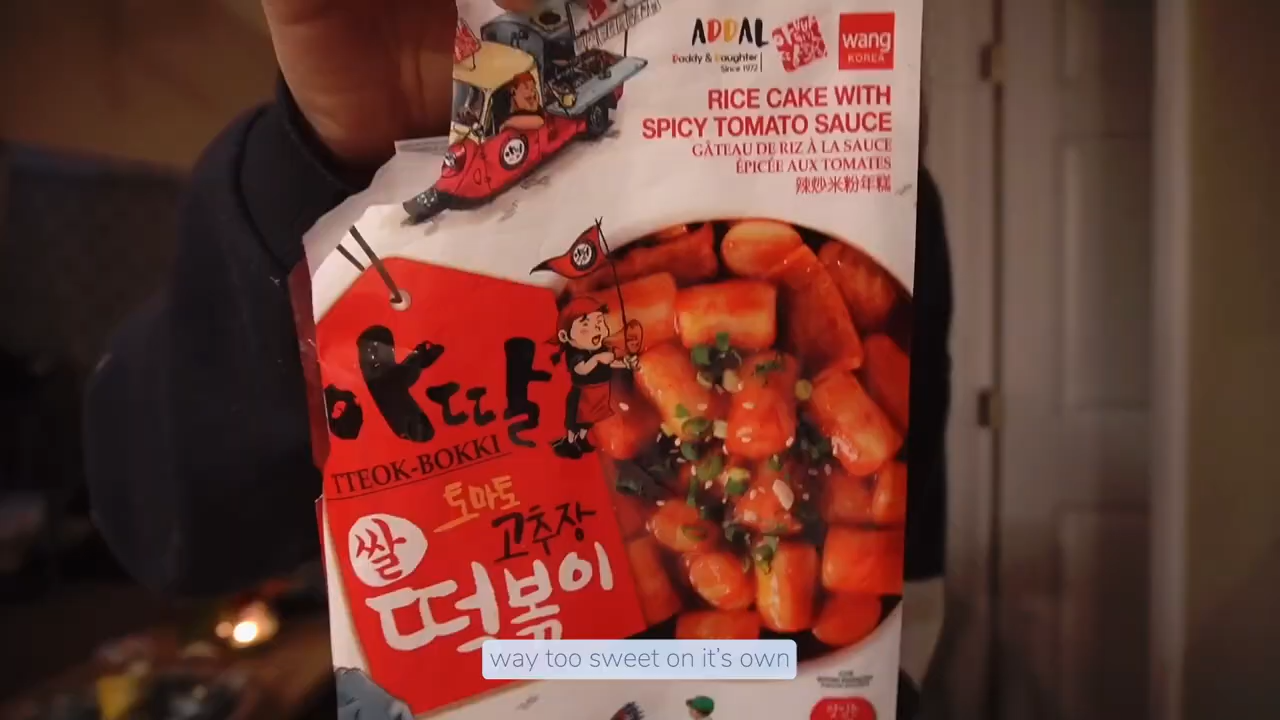 ADDAL
Daddy & Daughter
Since 1972
wang
KOREA
RICE CAKE WITH
SPICY TOMATO SAUCE
GÂTEAU DE RIZ À LA SAUCE
ÉPICÉE AUX TOMATES
辣炒米粉年糕
아딸
TTEOK-BOKKI
토마토
고추장
쌀
떡볶이
way too sweet on it's own